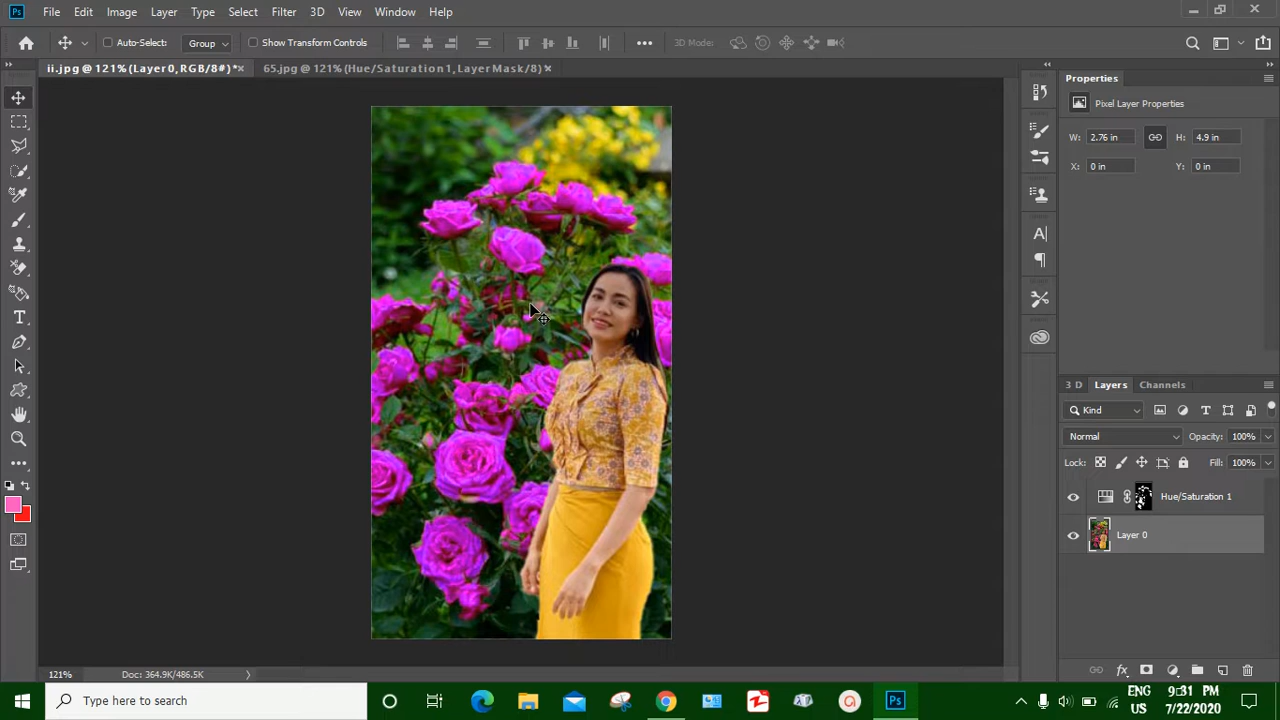 Ps File Edit Image Layer Type Select Filter 3D View Window Help
Auto-Select: Group Show Transform Controls 3D Mode:
ii.jpg @ 121% (Layer 0, RGB/8#) * 65.jpg @ 121% (Hue/Saturation 1, Layer Mask/8)
Properties
Pixel Layer Properties
W: 2.76 in H: 4.9 in
X: 0 in Y: 0 in
3 D Layers Channels
Kind
Normal Opacity: 100%
Lock: Fill: 100%
Hue/Saturation 1
Layer 0
121% Doc: 364.9K/486.5K
Type here to search
ENG 9:31 PM
US 7/22/2020